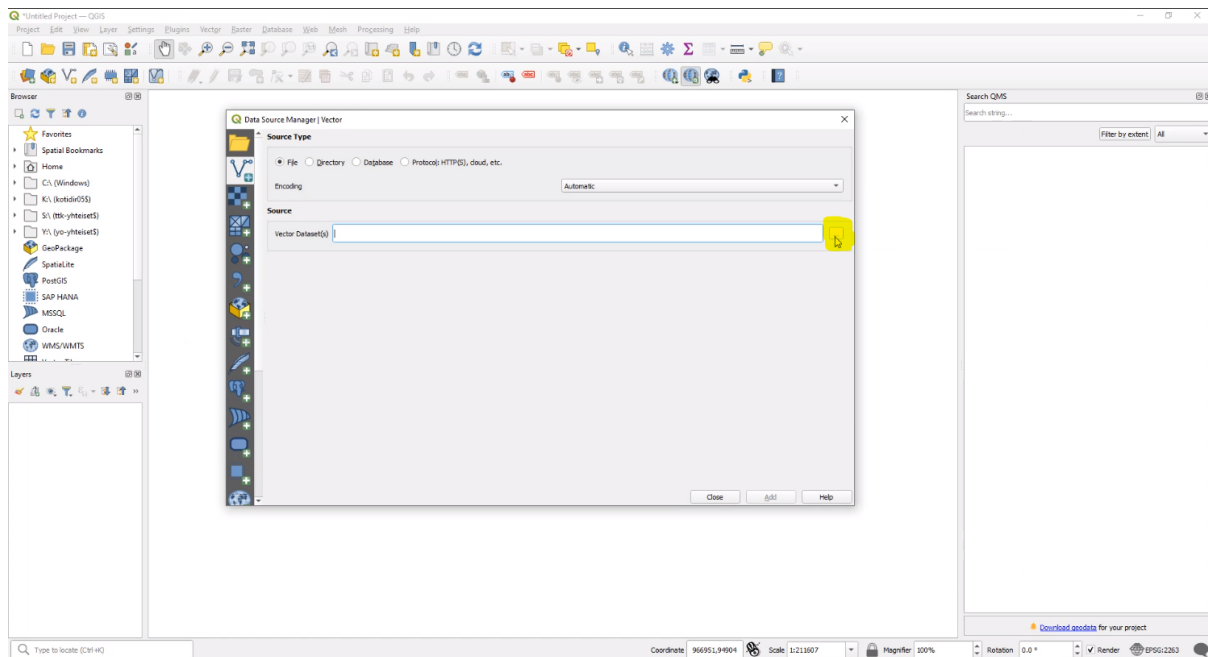 *Untitled Project — QGIS
Project Edit View Layer Settings Plugins Vector Raster Database Web Mesh Processing Help
Browser
Favorites
Spatial Bookmarks
Home
C:\ (Windows)
K:\ (kotidir05$)
S:\ (ttk-yhteiset$)
Y:\ (yo-yhteiset$)
GeoPackage
SpatiaLite
PostGIS
SAP HANA
MSSQL
Oracle
WMS/WMTS
Layers
Data Source Manager | Vector
Source Type
File Directory Database Protocol: HTTP(S), cloud, etc.
Encoding Automatic
Source
Vector Dataset(s)
Close Add Help
Search QMS
Search string...
Filter by extent All
Download geodata for your project
Type to locate (Ctrl+K)
Coordinate 966951,94904 Scale 1:211607 Magnifier 100% Rotation 0.0 ° Render EPSG:2263